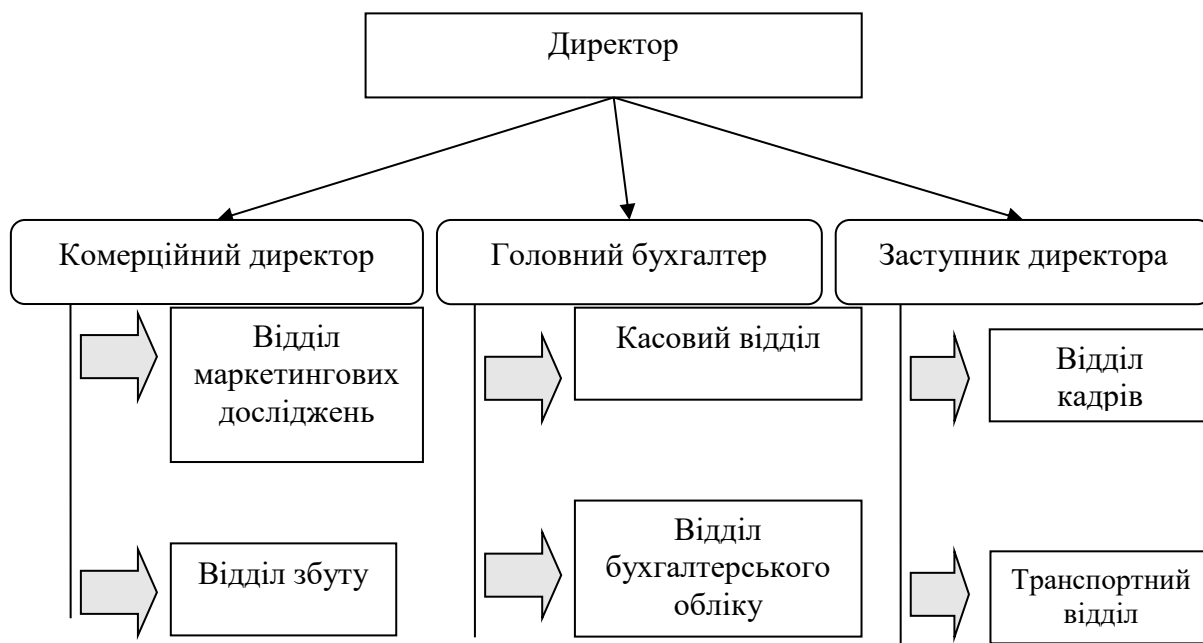 Директор
Комерційний директор
Головний бухгалтер
Заступник директора
Відділ
маркетингових
досліджень
Касовий відділ
Відділ
кадрів
Відділ збуту
Відділ
бухгалтерського
обліку
Транспортний
відділ